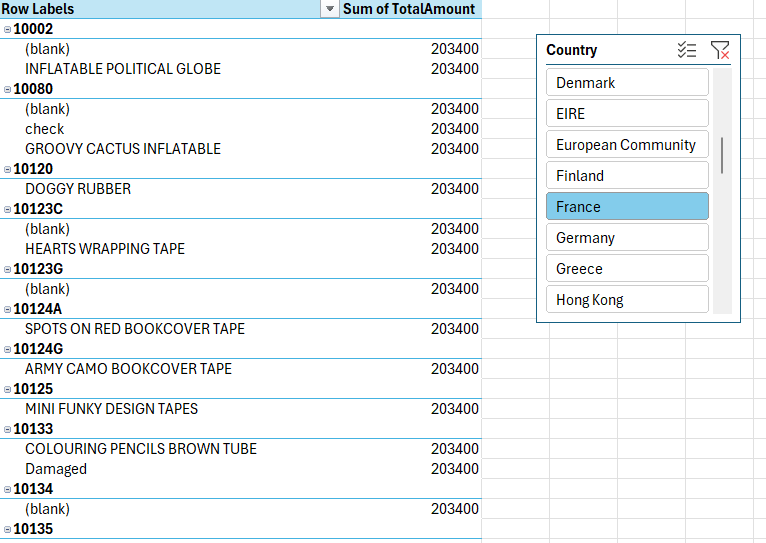 Row Labels Sum of TotalAmount
10002
(blank) 203400
INFLATABLE POLITICAL GLOBE 203400
10080
(blank) 203400
check 203400
GROOVY CACTUS INFLATABLE 203400
10120
DOGGY RUBBER 203400
10123C
(blank) 203400
HEARTS WRAPPING TAPE 203400
10123G
(blank) 203400
10124A
SPOTS ON RED BOOKCOVER TAPE 203400
10124G
ARMY CAMO BOOKCOVER TAPE 203400
10125
MINI FUNKY DESIGN TAPES 203400
10133
COLOURING PENCILS BROWN TUBE 203400
Damaged 203400
10134
(blank) 203400
10135
Country
Denmark
EIRE
European Community
Finland
France
Germany
Greece
Hong Kong